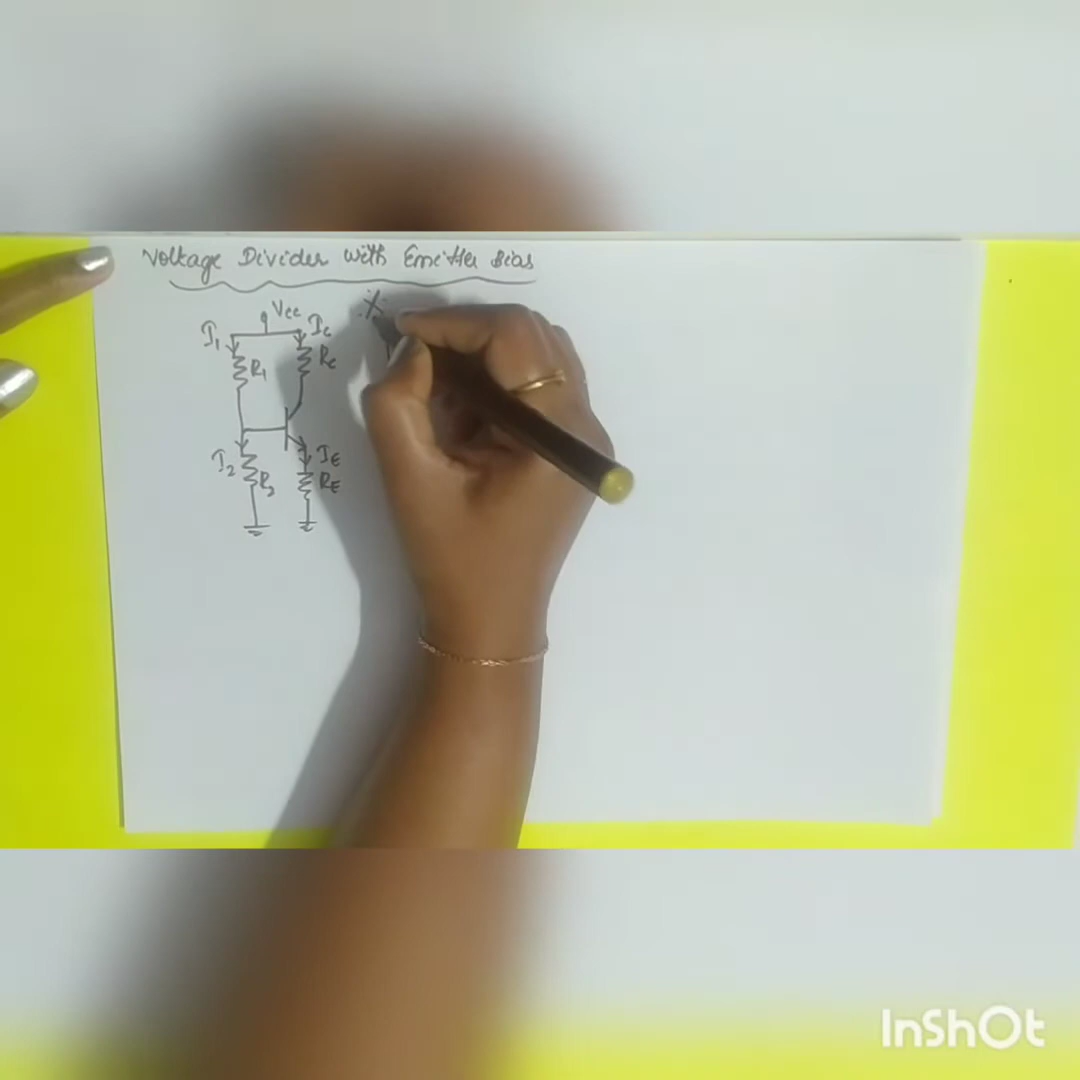 Voltage Divider with Emitter Bias
Vcc
I1 Ic
R1 Rc
I2 IE
R2 RE
InShOt